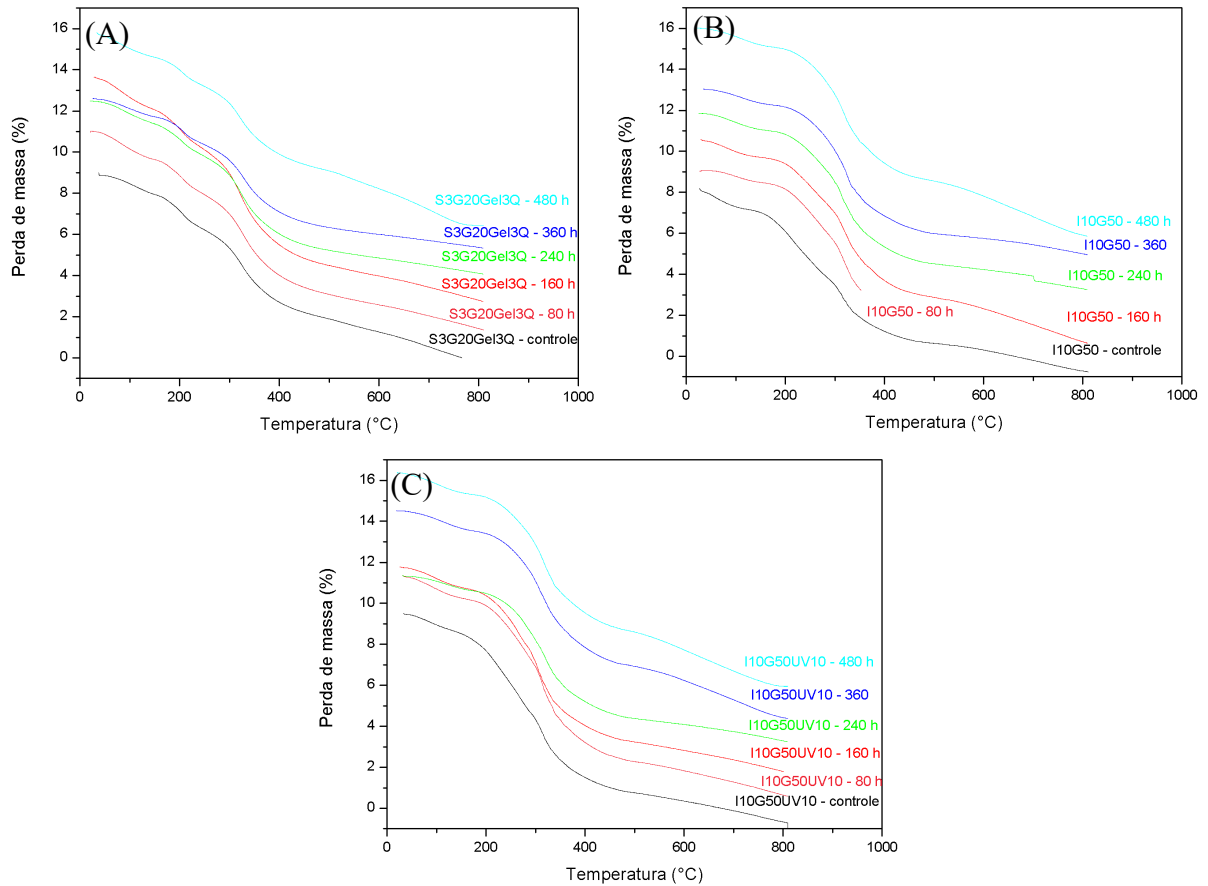 (A)
16
14
12
10
8
6
4
2
0
Perda de massa (%)
S3G20Gel3Q - 480 h
S3G20Gel3Q - 360 h
S3G20Gel3Q - 240 h
S3G20Gel3Q - 160 h
S3G20Gel3Q - 80 h
S3G20Gel3Q - controle
0 200 400 600 800 1000
Temperatura (°C)
(B)
16
14
12
10
8
6
4
2
0
Perda de massa (%)
I10G50 - 480 h
I10G50 - 360
I10G50 - 240 h
I10G50 - 80 h
I10G50 - 160 h
I10G50 - controle
0 200 400 600 800 1000
Temperatura (°C)
(C)
16
14
12
10
8
6
4
2
0
Perda de massa (%)
I10G50UV10 - 480 h
I10G50UV10 - 360
I10G50UV10 - 240 h
I10G50UV10 - 160 h
I10G50UV10 - 80 h
I10G50UV10 - controle
0 200 400 600 800 1000
Temperatura (°C)